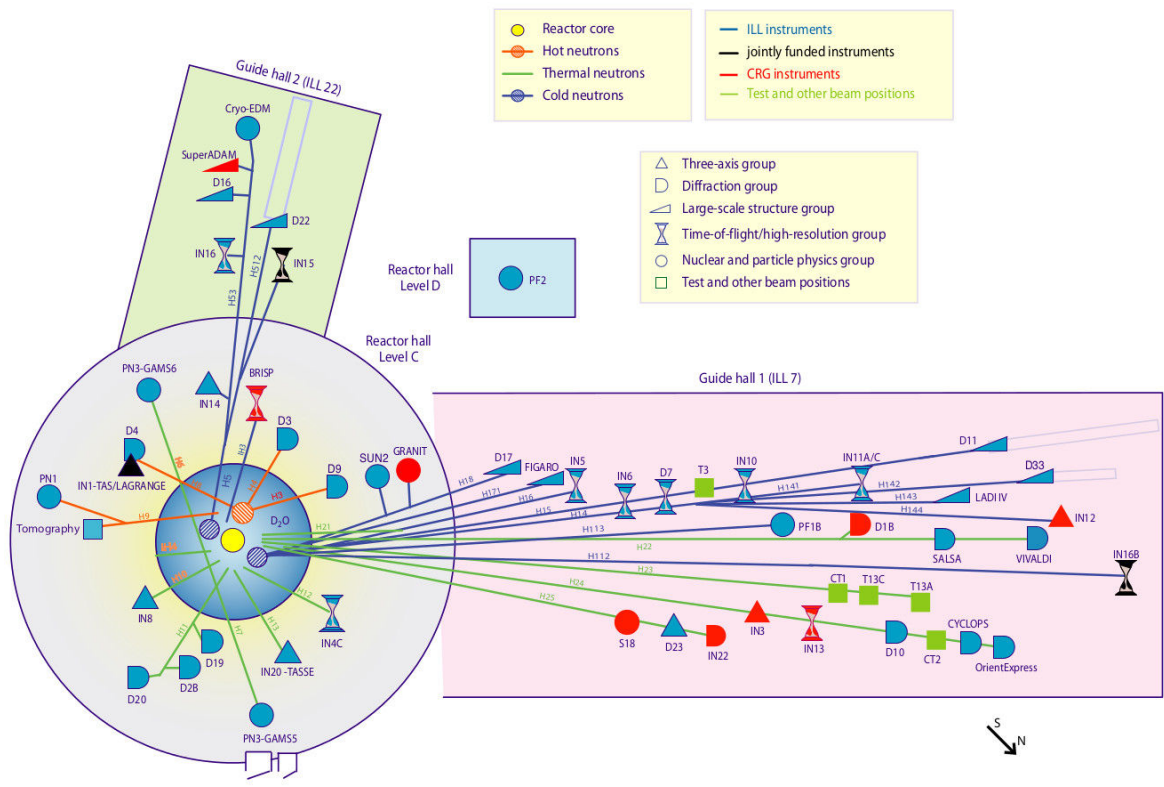 Reactor core
Hot neutrons
Thermal neutrons
Cold neutrons
ILL instruments
jointly funded instruments
CRG instruments
Test and other beam positions
Three-axis group
Diffraction group
Large-scale structure group
Time-of-flight/high-resolution group
Nuclear and particle physics group
Test and other beam positions
Guide hall 2 (ILL 22)
Cryo-EDM
SuperADAM
D16
D22
IN16
IN15
H512
H53
Reactor hall
Level D
PF2
Reactor hall
Level C
PN3-GAMS6
IN14
BRISP
D3
D4
IN1-TAS/LAGRANGE
PN1
Tomography
D9
SUN2
GRANIT
IH3
H5
H4
H3
H9
D₂O
H21
IN8
H11
H7
H13
H12
D19
D2B
D20
IN20 -TASSE
IN4C
PN3-GAMS5
Guide hall 1 (ILL 7)
D17
FIGARO
IN5
IN6
D7
T3
IN10
IN11A/C
D11
D33
LADI IV
IN12
H18
H171
H16
H15
H14
H141
H142
H143
H144
H113
PF1B
D1B
SALSA
VIVALDI
IN16B
H22
H112
H23
CT1
T13C
T13A
H24
H25
S18
D23
IN22
IN3
IN13
D10
CT2
CYCLOPS
OrientExpress
S
N